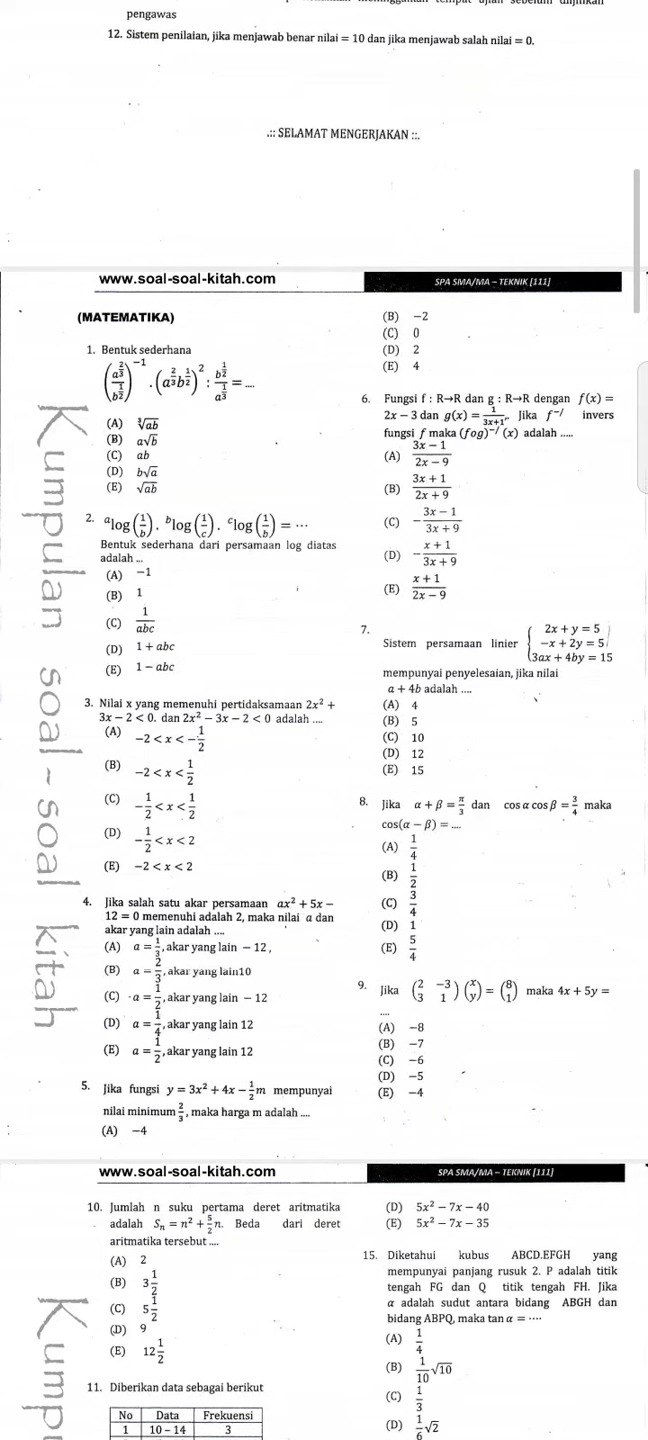 pengawas
12. Sistem penilaian, jika menjawab benar nilai = 10 dan jika menjawab salah nilai = 0.
.:: SELAMAT MENGERJAKAN ::.
www.soal-soal-kitah.com
SPA SMA/MA – TEKNIK [111]
(MATEMATIKA)
1. Bentuk sederhana
(a^(2/3)/b^(1/2))^(-1) . (a^(2/3)b^(1/2))^2 : b^(1/2)/a^(1/3) = ....
(A) ∛ab
(B) a√b
(C) ab
(D) b√a
(E) √ab
2. ᵃlog(1/b) . ᵇlog(1/c) . ᶜlog(1/b) = ⋯
Bentuk sederhana dari persamaan log diatas
adalah ...
(A) −1
(B) 1
(C) 1/abc
(D) 1 + abc
(E) 1 − abc
3. Nilai x yang memenuhi pertidaksamaan 2x² +
3x − 2 < 0. dan 2x² − 3x − 2 < 0 adalah ....
(A) −2 < x < −1/2
(B) −2 < x < 1/2
(C) −1/2 < x < 1/2
(D) −1/2 < x < 2
(E) −2 < x < 2
4. Jika salah satu akar persamaan ax² + 5x −
12 = 0 memenuhi adalah 2, maka nilai a dan
akar yang lain adalah ....
(A) a = 1/3, akar yang lain − 12 ,
(B) a = 2/3, akar yang lain10
(C) a = 1/2, akar yang lain − 12
(D) a = 1/4, akar yang lain 12
(E) a = 1/2, akar yang lain 12
5. Jika fungsi y = 3x² + 4x − 1/2 m mempunyai
nilai minimum 2/3, maka harga m adalah ....
(A) −4
(B) −2
(C) 0
(D) 2
(E) 4
6. Fungsi f : R→R dan g : R→R dengan f(x) =
2x − 3 dan g(x) = 1/(3x+1). Jika f⁻ˡ invers
fungsi f maka (fog)⁻ˡ(x) adalah .....
(A) (3x − 1)/(2x − 9)
(B) (3x + 1)/(2x + 9)
(C) −(3x − 1)/(3x + 9)
(D) −(x + 1)/(3x + 9)
(E) (x + 1)/(2x − 9)
7.
Sistem persamaan linier { 2x + y = 5
−x + 2y = 5
3ax + 4by = 15
mempunyai penyelesaian, jika nilai
a + 4b adalah ....
(A) 4
(B) 5
(C) 10
(D) 12
(E) 15
8. Jika α + β = π/3 dan cos α cos β = 3/4 maka
cos(α − β) = ....
(A) 1/4
(B) 1/2
(C) 3/4
(D) 1
(E) 5/4
9. Jika (2 −3 / 3 1)(x / y) = (8 / 1) maka 4x + 5y =
....
(A) −8
(B) −7
(C) −6
(D) −5
(E) −4
Kumpulan soal-soal kitah
www.soal-soal-kitah.com
SPA SMA/MA – TEKNIK [111]
10. Jumlah n suku pertama deret aritmatika
adalah Sₙ = n² + 5/2 n. Beda dari deret
aritmatika tersebut ....
(A) 2
(B) 3 1/2
(C) 5 1/2
(D) 9
(E) 12 1/2
11. Diberikan data sebagai berikut
No Data Frekuensi
1 10 – 14 3
(D) 5x² − 7x − 40
(E) 5x² − 7x − 35
15. Diketahui kubus ABCD.EFGH yang
mempunyai panjang rusuk 2. P adalah titik
tengah FG dan Q titik tengah FH. Jika
α adalah sudut antara bidang ABGH dan
bidang ABPQ, maka tan α = ⋯.
(A) 1/4
(B) 1/10 √10
(C) 1/3
(D) 1/6 √2
Kump